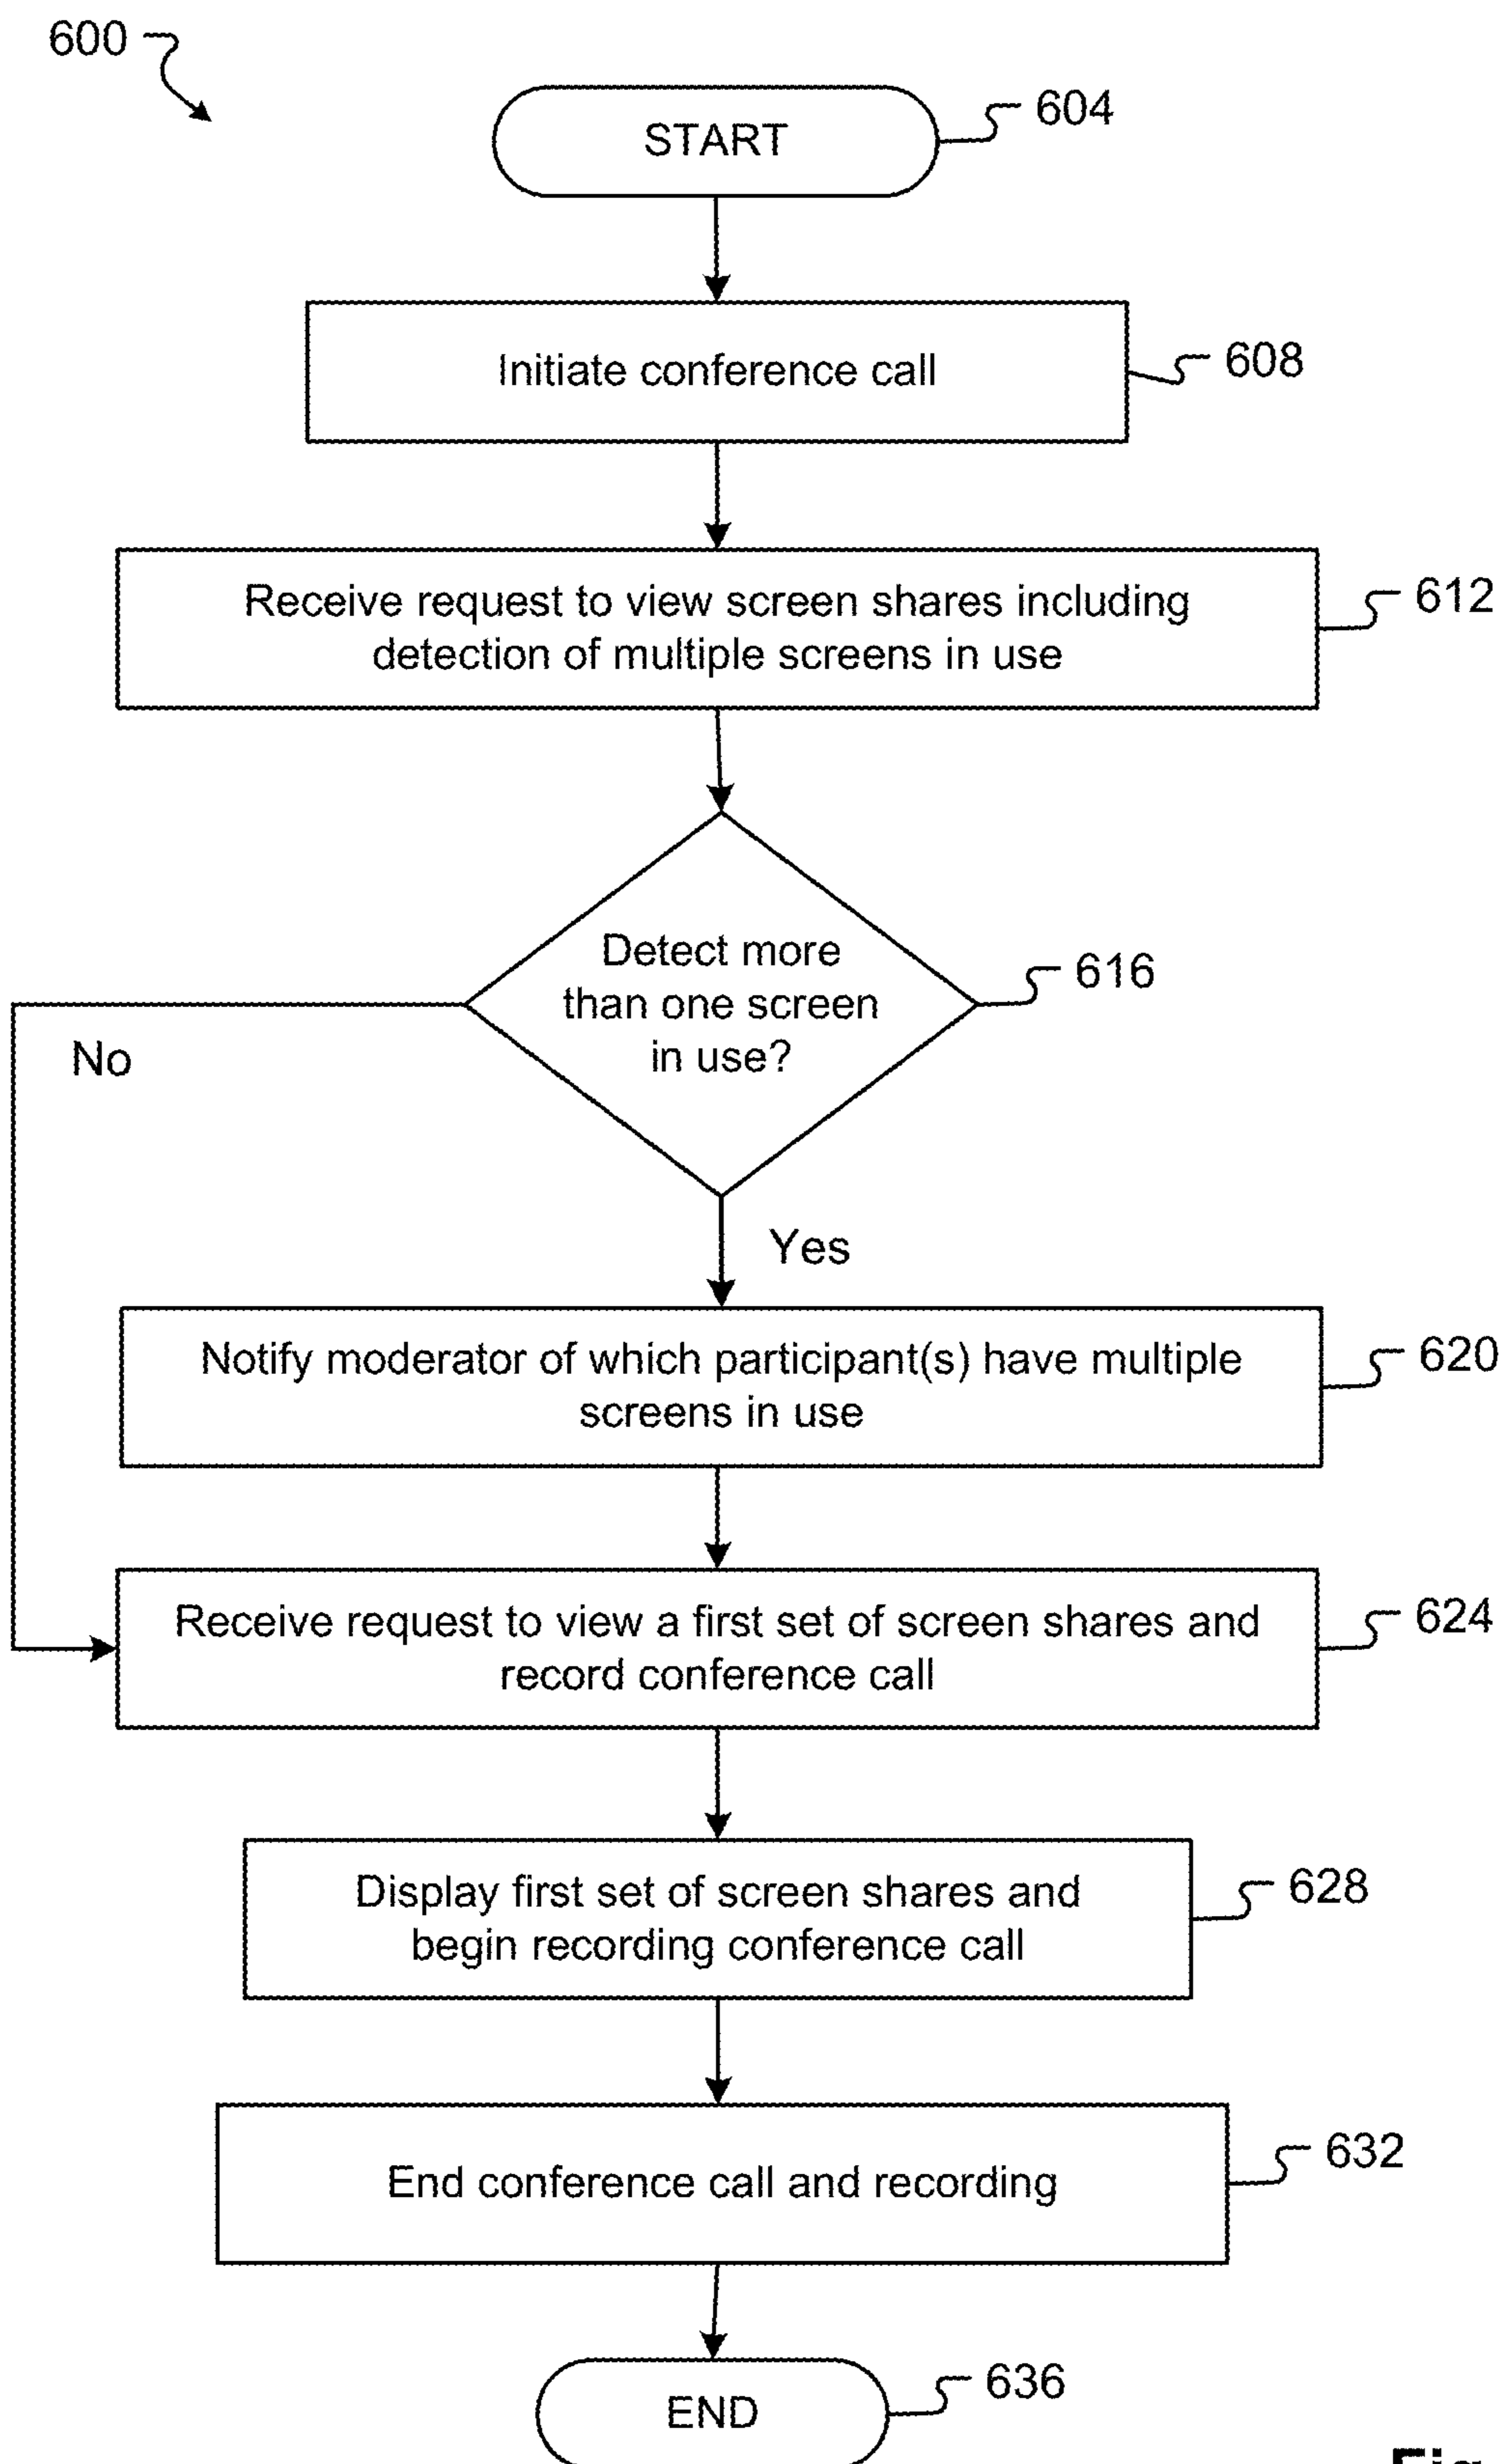 600
START
604
Initiate conference call
608
Receive request to view screen shares including
detection of multiple screens in use
612
Detect more
than one screen
in use?
616
No
Yes
Notify moderator of which participant(s) have multiple
screens in use
620
Receive request to view a first set of screen shares and
record conference call
624
Display first set of screen shares and
begin recording conference call
628
End conference call and recording
632
END
636